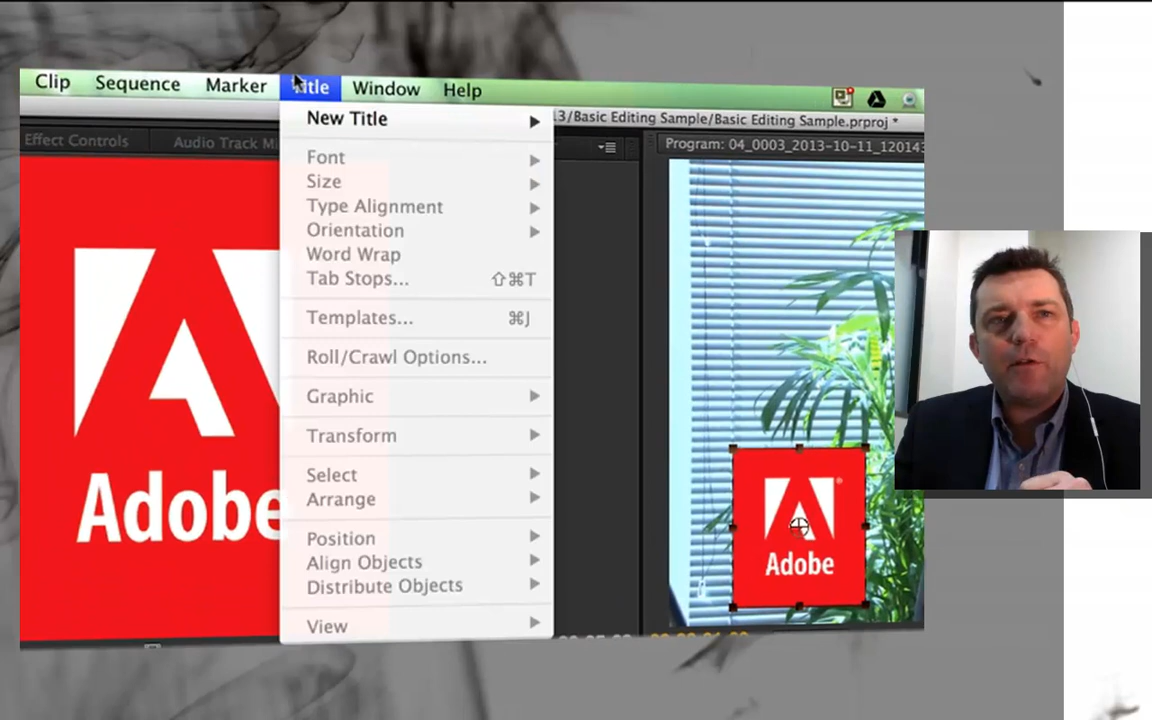 Clip Sequence Marker Title Window Help
13/Basic Editing Sample/Basic Editing Sample.prproj *
Effect Controls Audio Track Mi
Program: 04_0003_2013-10-11_120143
New Title
Font
Size
Type Alignment
Orientation
Word Wrap
Tab Stops... ⇧⌘T
Templates... ⌘J
Roll/Crawl Options...
Graphic
Transform
Select
Arrange
Position
Align Objects
Distribute Objects
View
Adobe
®
Adobe